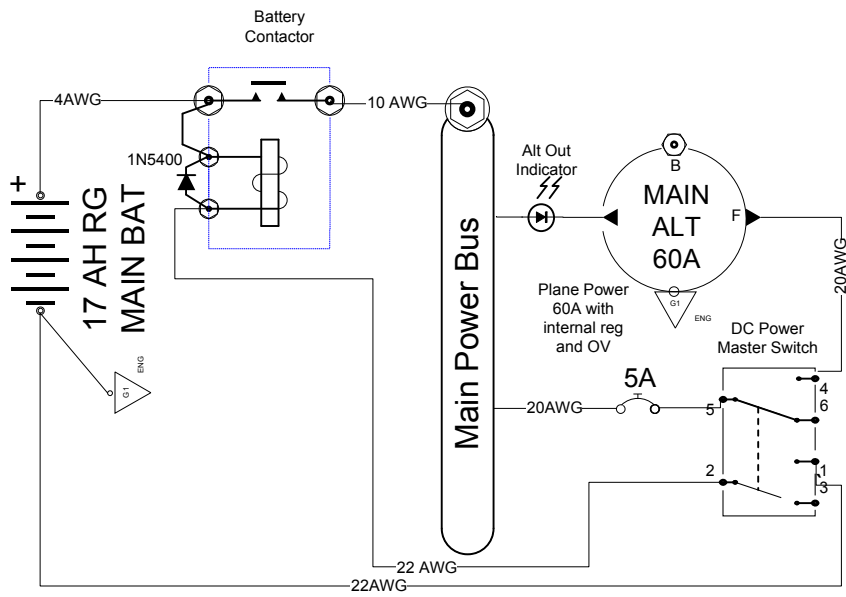 Battery
Contactor
4AWG
10 AWG
1N5400
+
17 AH RG
MAIN BAT
G1
ENG
Main Power Bus
Alt Out
Indicator
B
MAIN
ALT
60A
F
G1
ENG
20AWG
Plane Power
60A with
internal reg
and OV
DC Power
Master Switch
5A
20AWG
5
4
6
2
1
3
22 AWG
22AWG